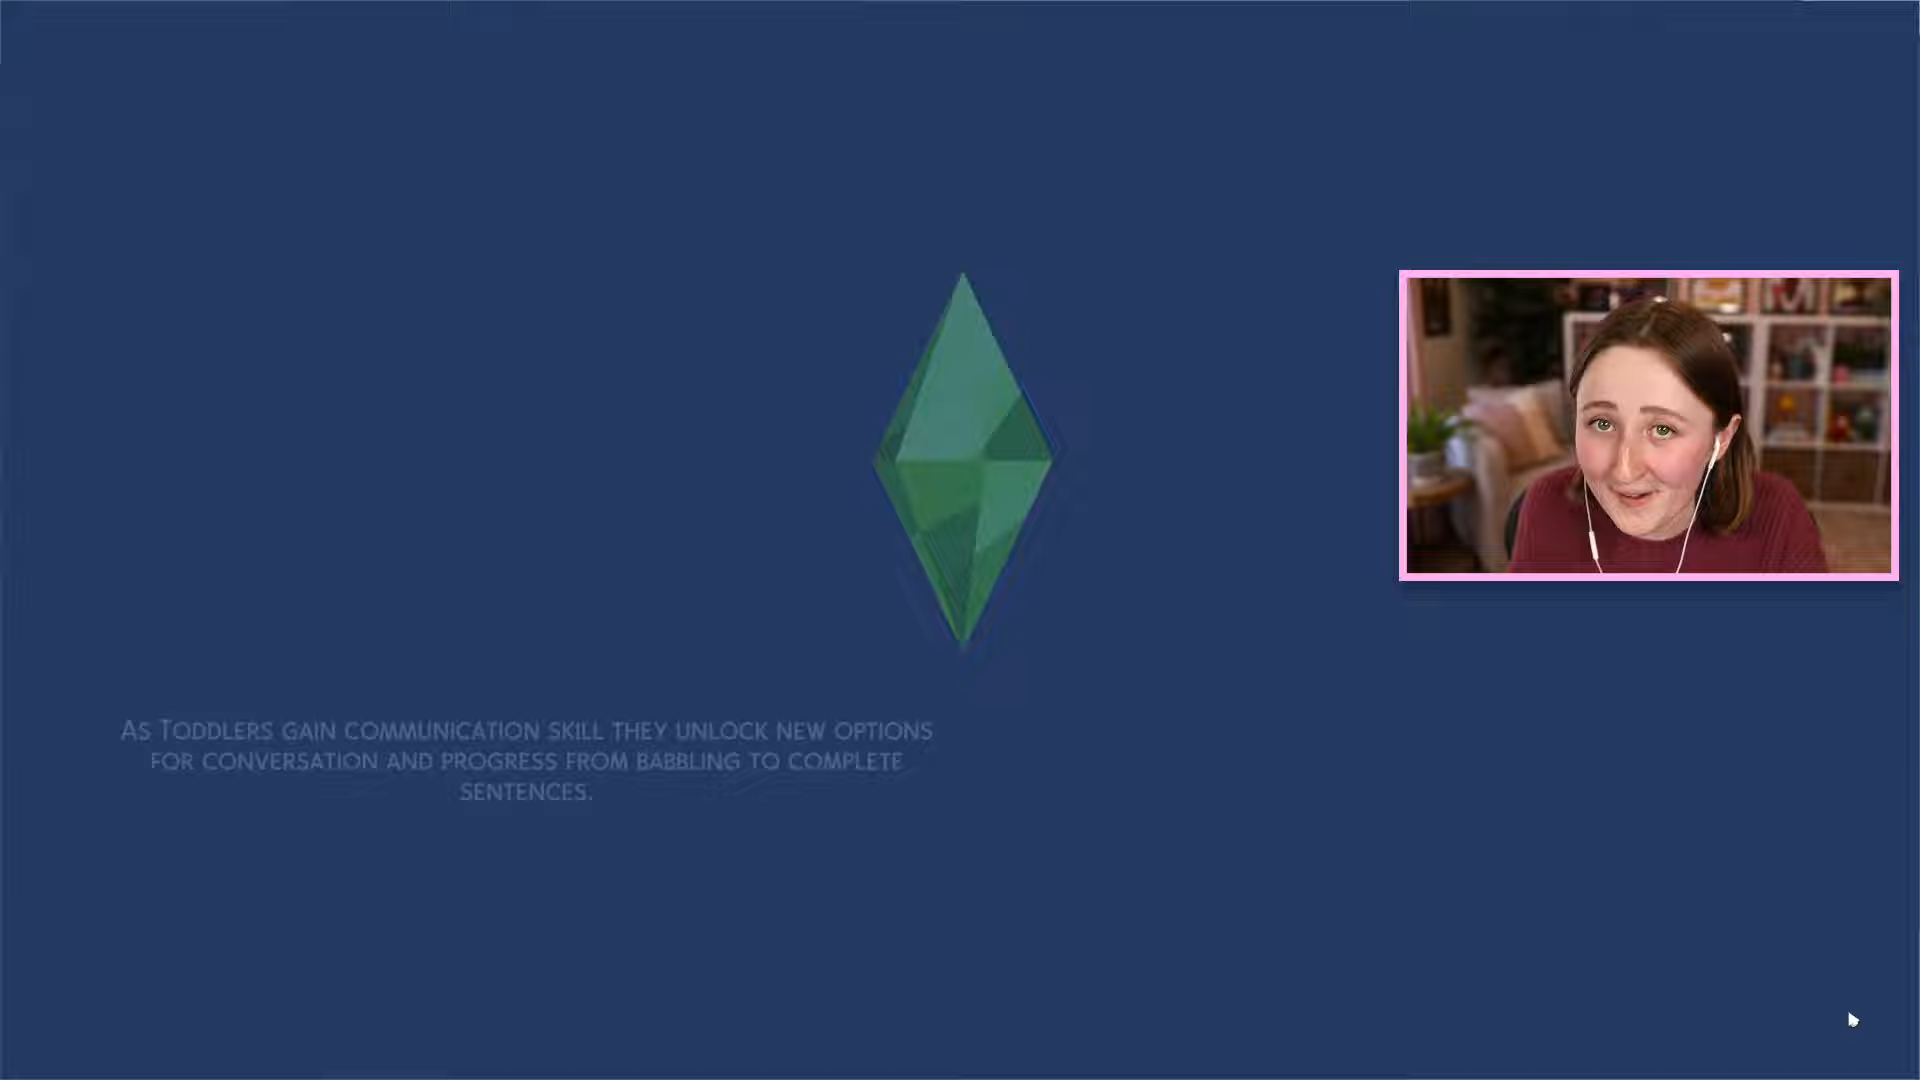 As Toddlers gain communication skill they unlock new options
for conversation and progress from babbling to complete
sentences.